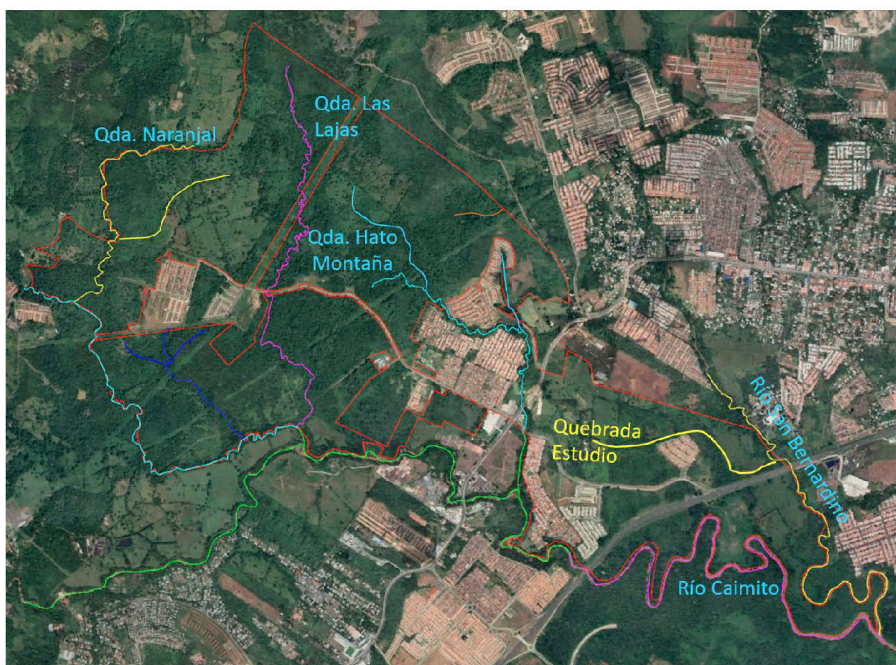 Qda. Las
Lajas
Qda. Naranjal
Qda. Hato
Montaña
Quebrada
Estudio
Río San Bernardino
Río Caimito